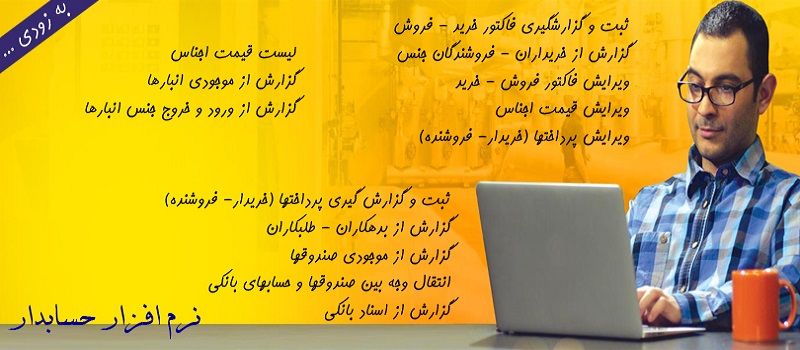 به زودی ...
ثبت و گزارشگیری فاکتور خرید - فروش
گزارش از خریداران - فروشندگان جنس
ویرایش فاکتور فروش - خرید
ویرایش قیمت اجناس
ویرایش پرداختها (خریدار- فروشنده)
لیست قیمت اجناس
گزارش از موجودی انبارها
گزارش از ورود و خروج جنس انبارها
ثبت و گزارش گیری پرداختها (خریدار- فروشنده)
گزارش از بدهکاران - طلبکاران
گزارش از موجودی صندوقها
انتقال وجه بین صندوقها و حسابهای بانکی
گزارش از اسناد بانکی
نرم افزار حسابدار